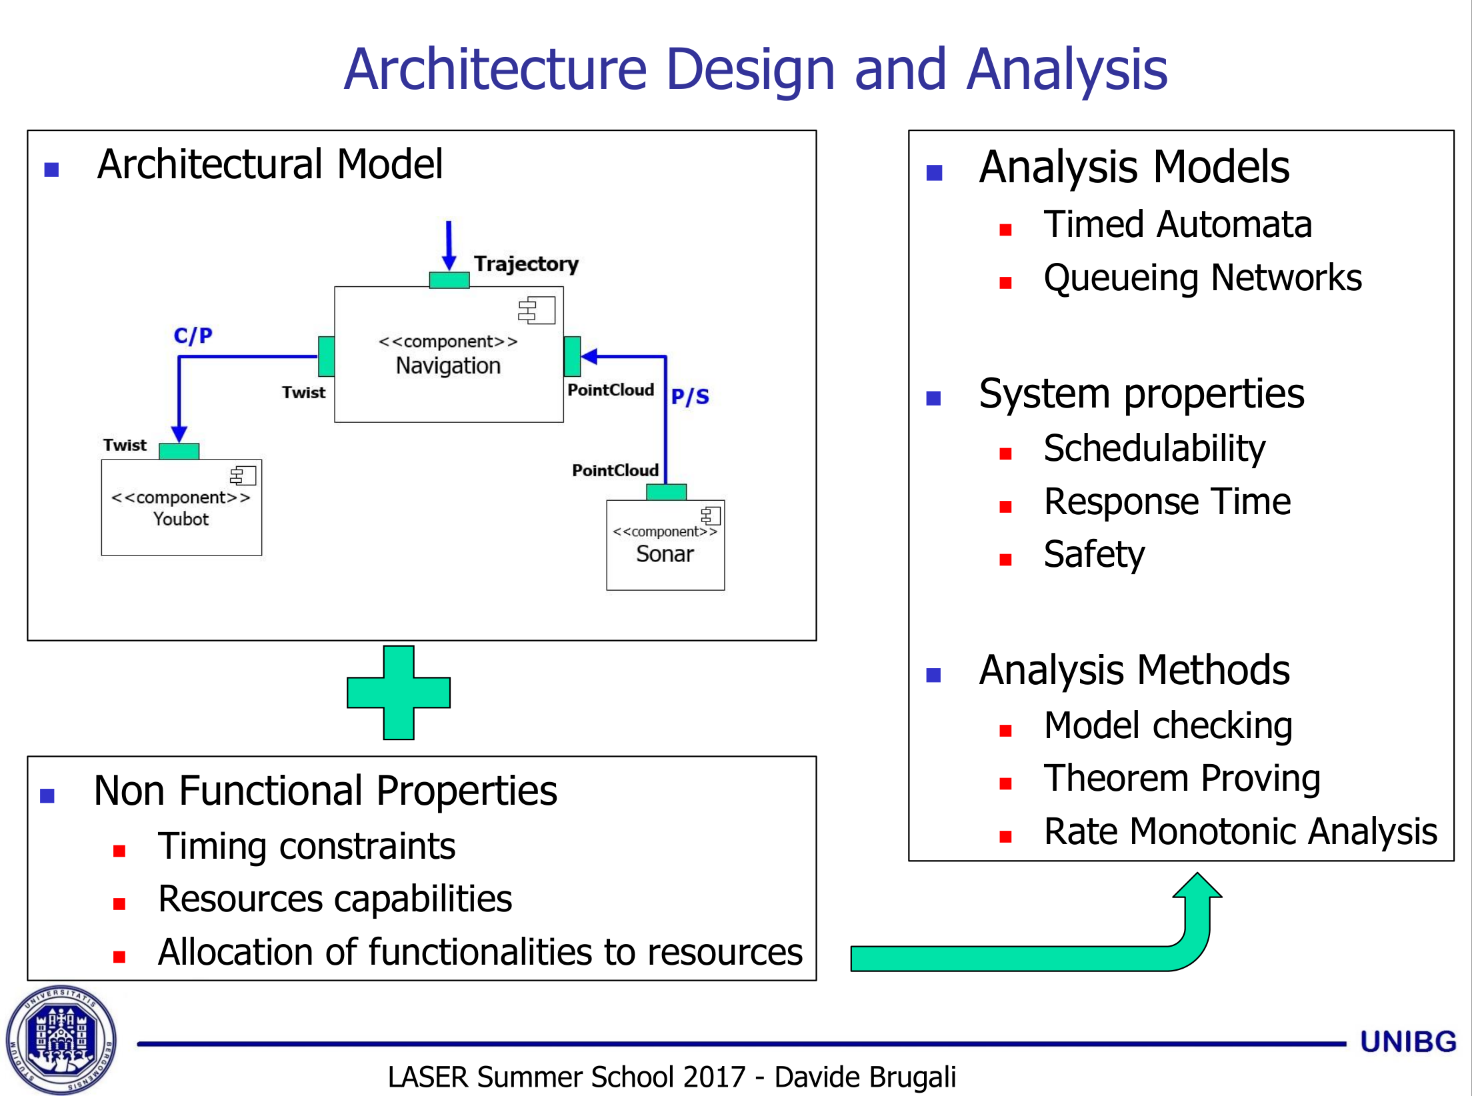 Architecture Design and Analysis
Architectural Model
Trajectory
C/P
<<component>>
Navigation
Twist
PointCloud
P/S
Twist
<<component>>
Youbot
PointCloud
<<component>>
Sonar
Non Functional Properties
Timing constraints
Resources capabilities
Allocation of functionalities to resources
Analysis Models
Timed Automata
Queueing Networks
System properties
Schedulability
Response Time
Safety
Analysis Methods
Model checking
Theorem Proving
Rate Monotonic Analysis
UNIVERSITATIS
STUDIUM
BERGOMENSIS
UNIBG
LASER Summer School 2017 - Davide Brugali